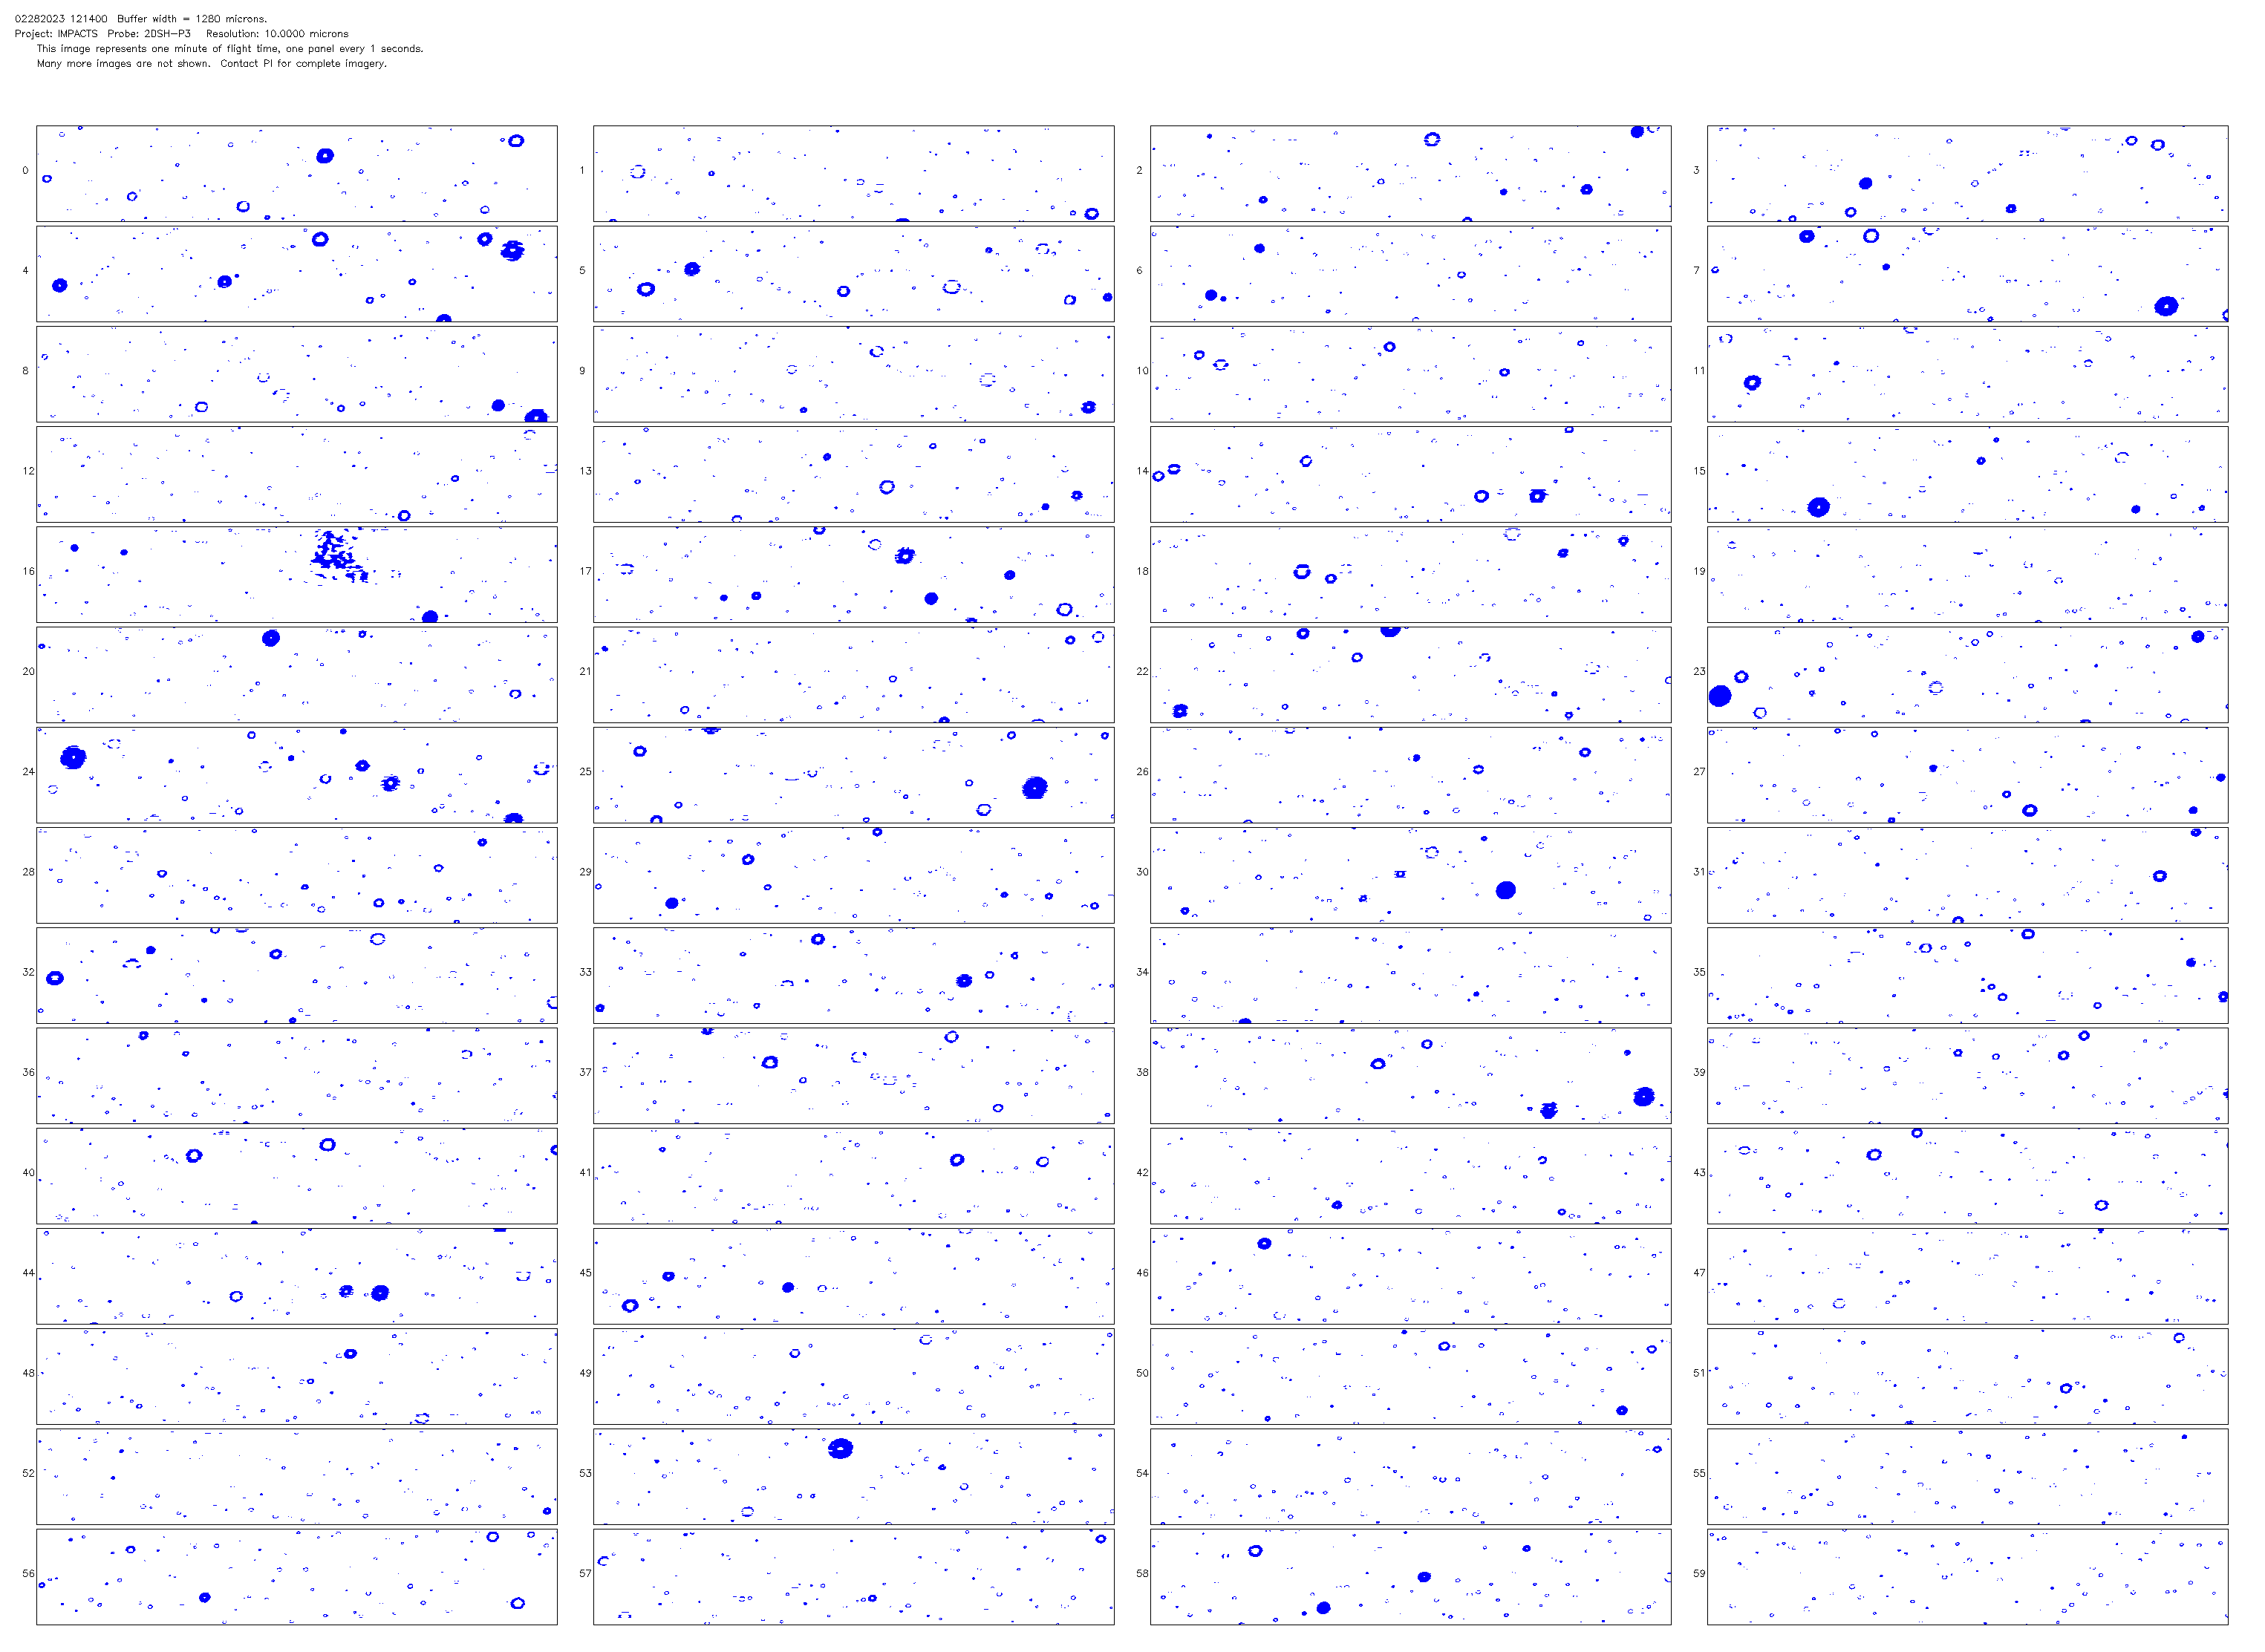 02282023 121400  Buffer width = 1280 microns.
Project: IMPACTS  Probe: 2DSH-P3  Resolution: 10.0000 microns
This image represents one minute of flight time, one panel every 1 seconds.
Many more images are not shown.  Contact PI for complete imagery.
0 1 2 3
4 5 6 7
8 9 10 11
12 13 14 15
16 17 18 19
20 21 22 23
24 25 26 27
28 29 30 31
32 33 34 35
36 37 38 39
40 41 42 43
44 45 46 47
48 49 50 51
52 53 54 55
56 57 58 59